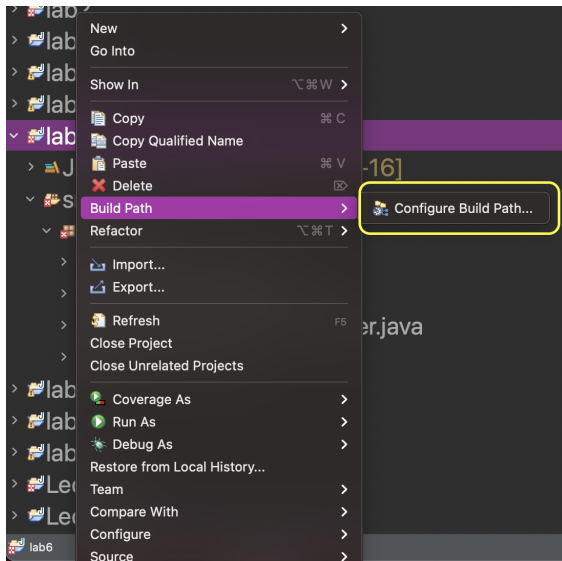 lab2
lab
lab
lab
lab
J
-16]
s
er.java
lab
lab
lab
Lec
Lec
New
Go Into
Show In ⌥⌘W
Copy ⌘C
Copy Qualified Name
Paste ⌘V
Delete ⌦
Build Path
Configure Build Path...
Refactor ⌥⌘T
Import...
Export...
Refresh F5
Close Project
Close Unrelated Projects
Coverage As
Run As
Debug As
Restore from Local History...
Team
Compare With
Configure
Source
lab6